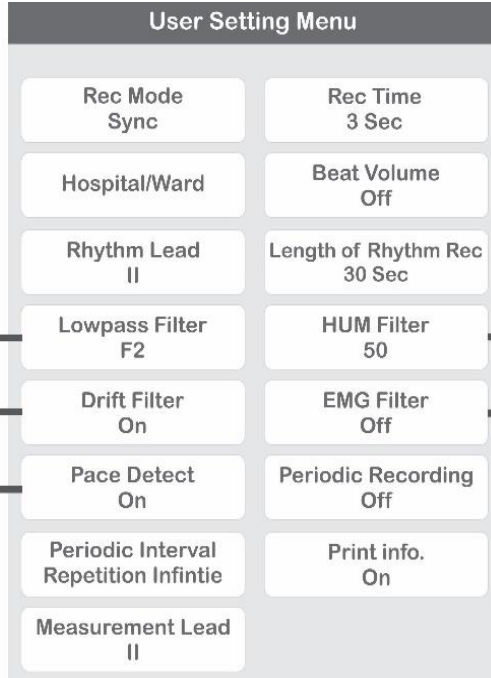 User Setting Menu
Rec Mode
Sync
Rec Time
3 Sec
Hospital/Ward
Beat Volume
Off
Rhythm Lead
II
Length of Rhythm Rec
30 Sec
Lowpass Filter
F2
HUM Filter
50
Drift Filter
On
EMG Filter
Off
Pace Detect
On
Periodic Recording
Off
Periodic Interval
Repetition Infintie
Print info.
On
Measurement Lead
II